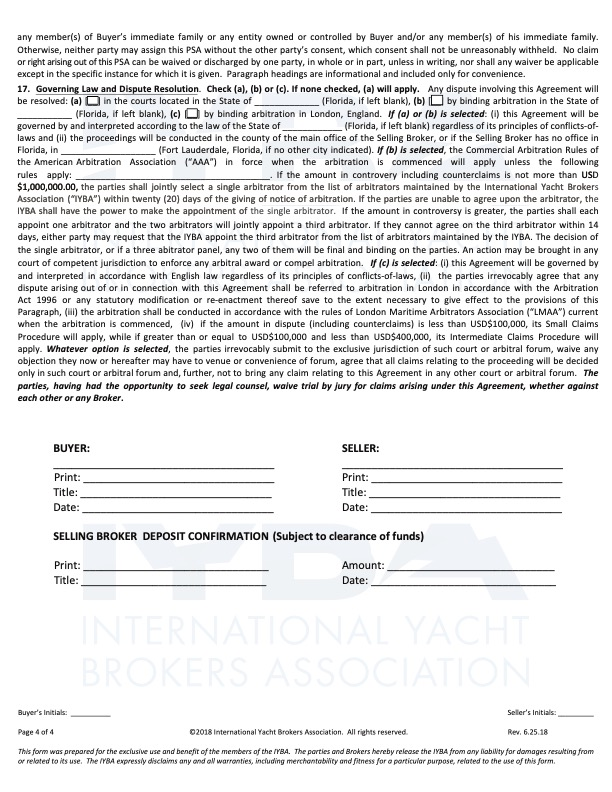 any member(s) of Buyer's immediate family or any entity owned or controlled by Buyer and/or any member(s) of his immediate family.
Otherwise, neither party may assign this PSA without the other party's consent, which consent shall not be unreasonably withheld. No claim
or right arising out of this PSA can be waived or discharged by one party, in whole or in part, unless in writing, nor shall any waiver be applicable
except in the specific instance for which it is given. Paragraph headings are informational and included only for convenience.
17. Governing Law and Dispute Resolution. Check (a), (b) or (c). If none checked, (a) will apply. Any dispute involving this Agreement will
be resolved: (a) [ ] in the courts located in the State of _____________ (Florida, if left blank), (b) [ ] by binding arbitration in the State of
___________ (Florida, if left blank), (c) [ ] by binding arbitration in London, England. If (a) or (b) is selected: (i) this Agreement will be
governed by and interpreted according to the law of the State of ____________ (Florida, if left blank) regardless of its principles of conflicts-of-
laws and (ii) the proceedings will be conducted in the county of the main office of the Selling Broker, or if the Selling Broker has no office in
Florida, in ____________________ (Fort Lauderdale, Florida, if no other city indicated). If (b) is selected, the Commercial Arbitration Rules of
the American Arbitration Association ("AAA") in force when the arbitration is commenced will apply unless the following
rules apply: ________________________________________. If the amount in controversy including counterclaims is not more than USD
$1,000,000.00, the parties shall jointly select a single arbitrator from the list of arbitrators maintained by the International Yacht Brokers
Association ("IYBA") within twenty (20) days of the giving of notice of arbitration. If the parties are unable to agree upon the arbitrator, the
IYBA shall have the power to make the appointment of the single arbitrator. If the amount in controversy is greater, the parties shall each
appoint one arbitrator and the two arbitrators will jointly appoint a third arbitrator. If they cannot agree on the third arbitrator within 14
days, either party may request that the IYBA appoint the third arbitrator from the list of arbitrators maintained by the IYBA. The decision of
the single arbitrator, or if a three arbitrator panel, any two of them will be final and binding on the parties. An action may be brought in any
court of competent jurisdiction to enforce any arbitral award or compel arbitration. If (c) is selected: (i) this Agreement will be governed by
and interpreted in accordance with English law regardless of its principles of conflicts-of-laws, (ii) the parties irrevocably agree that any
dispute arising out of or in connection with this Agreement shall be referred to arbitration in London in accordance with the Arbitration
Act 1996 or any statutory modification or re-enactment thereof save to the extent necessary to give effect to the provisions of this
Paragraph, (iii) the arbitration shall be conducted in accordance with the rules of London Maritime Arbitrators Association ("LMAA") current
when the arbitration is commenced, (iv) if the amount in dispute (including counterclaims) is less than USD$100,000, its Small Claims
Procedure will apply, while if greater than or equal to USD$100,000 and less than USD$400,000, its Intermediate Claims Procedure will
apply. Whatever option is selected, the parties irrevocably submit to the exclusive jurisdiction of such court or arbitral forum, waive any
objection they now or hereafter may have to venue or convenience of forum, agree that all claims relating to the proceeding will be decided
only in such court or arbitral forum and, further, not to bring any claim relating to this Agreement in any other court or arbitral forum. The
parties, having had the opportunity to seek legal counsel, waive trial by jury for claims arising under this Agreement, whether against
each other or any Broker.
BUYER: SELLER:
Print: ____________________ Print: ____________________
Title: ____________________ Title: ____________________
Date: ____________________ Date: ____________________
SELLING BROKER DEPOSIT CONFIRMATION (Subject to clearance of funds)
Print: ____________________ Amount: ____________________
Title: ____________________ Date: ____________________
IYBA
INTERNATIONAL YACHT
BROKERS ASSOCIATION
Buyer's Initials: __________ Seller's Initials: __________
Page 4 of 4 ©2018 International Yacht Brokers Association. All rights reserved. Rev. 6.25.18
This form was prepared for the exclusive use and benefit of the members of the IYBA. The parties and Brokers hereby release the IYBA from any liability for damages resulting from
or related to its use. The IYBA expressly disclaims any and all warranties, including merchantability and fitness for a particular purpose, related to the use of this form.